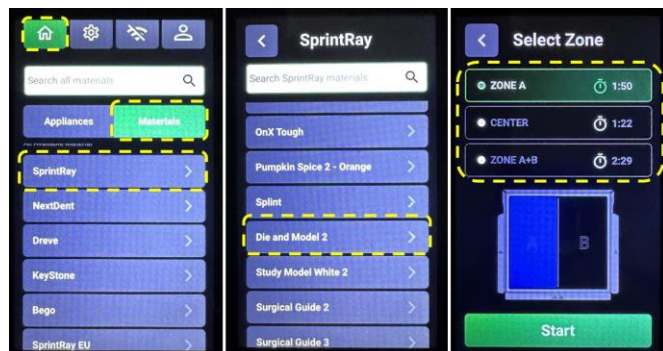 Search all materials
Appliances
Materials
SprintRay
NextDent
Dreve
KeyStone
Bego
SprintRay EU
SprintRay
Search SprintRay materials
OnX Tough
Pumpkin Spice 2 - Orange
Splint
Die and Model 2
Study Model White 2
Surgical Guide 2
Surgical Guide 3
Select Zone
ZONE A 1:50
CENTER 1:22
ZONE A+B 2:29
A B
Start